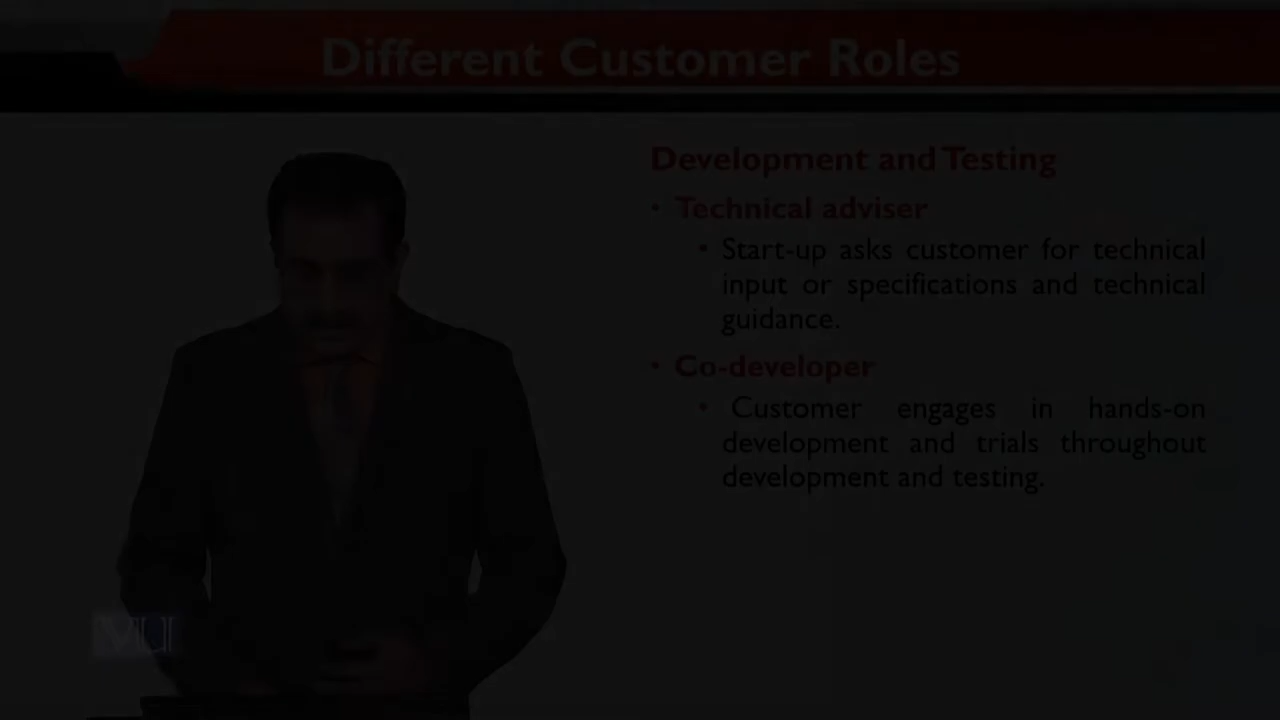 Different Customer Roles
Development and Testing
• Technical adviser
• Start-up asks customer for technical
input or specifications and technical
guidance.
• Co-developer
• Customer engages in hands-on
development and trials throughout
development and testing.